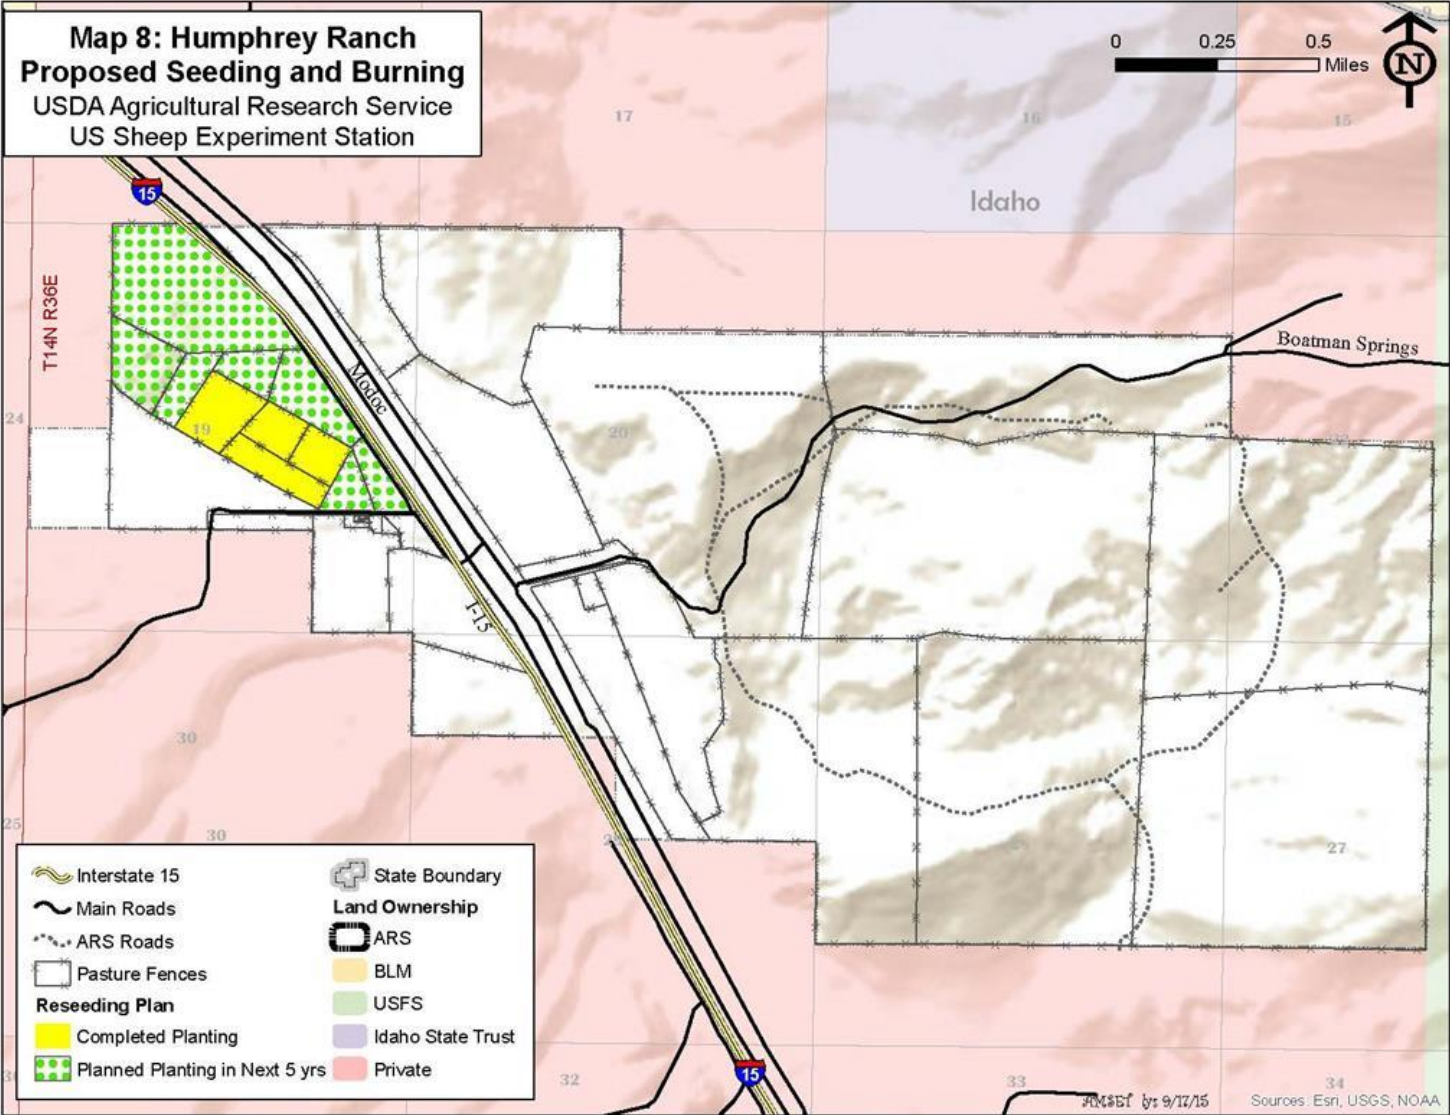 Map 8: Humphrey Ranch
Proposed Seeding and Burning
USDA Agricultural Research Service
US Sheep Experiment Station
0 0.25 0.5
Miles
N
17
16
15
Idaho
15
T14N R36E
Boatman Springs
Modoc
24
19
20
I-15
30
25
30
27
Interstate 15
Main Roads
ARS Roads
Pasture Fences
Reseeding Plan
Completed Planting
Planned Planting in Next 5 yrs
State Boundary
Land Ownership
ARS
BLM
USFS
Idaho State Trust
Private
15
32
33
34
9/17/15
Sources: Esri, USGS, NOAA